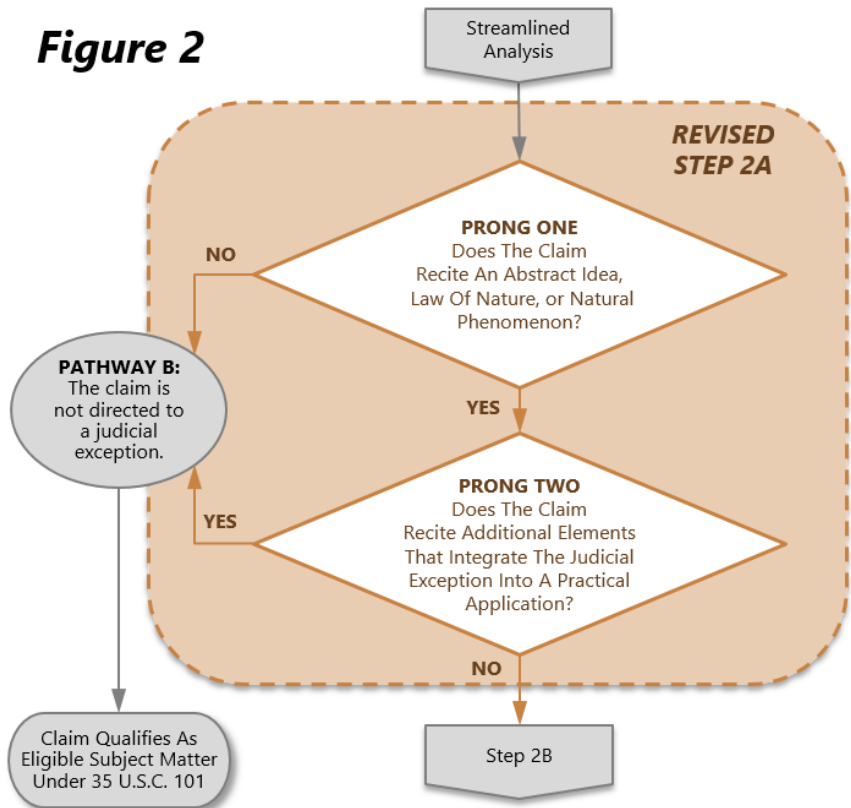 Figure 2
Streamlined
Analysis
REVISED
STEP 2A
PRONG ONE
Does The Claim
Recite An Abstract Idea,
Law Of Nature, or Natural
Phenomenon?
NO
PATHWAY B:
The claim is
not directed to
a judicial
exception.
YES
PRONG TWO
Does The Claim
Recite Additional Elements
That Integrate The Judicial
Exception Into A Practical
Application?
YES
NO
Claim Qualifies As
Eligible Subject Matter
Under 35 U.S.C. 101
Step 2B